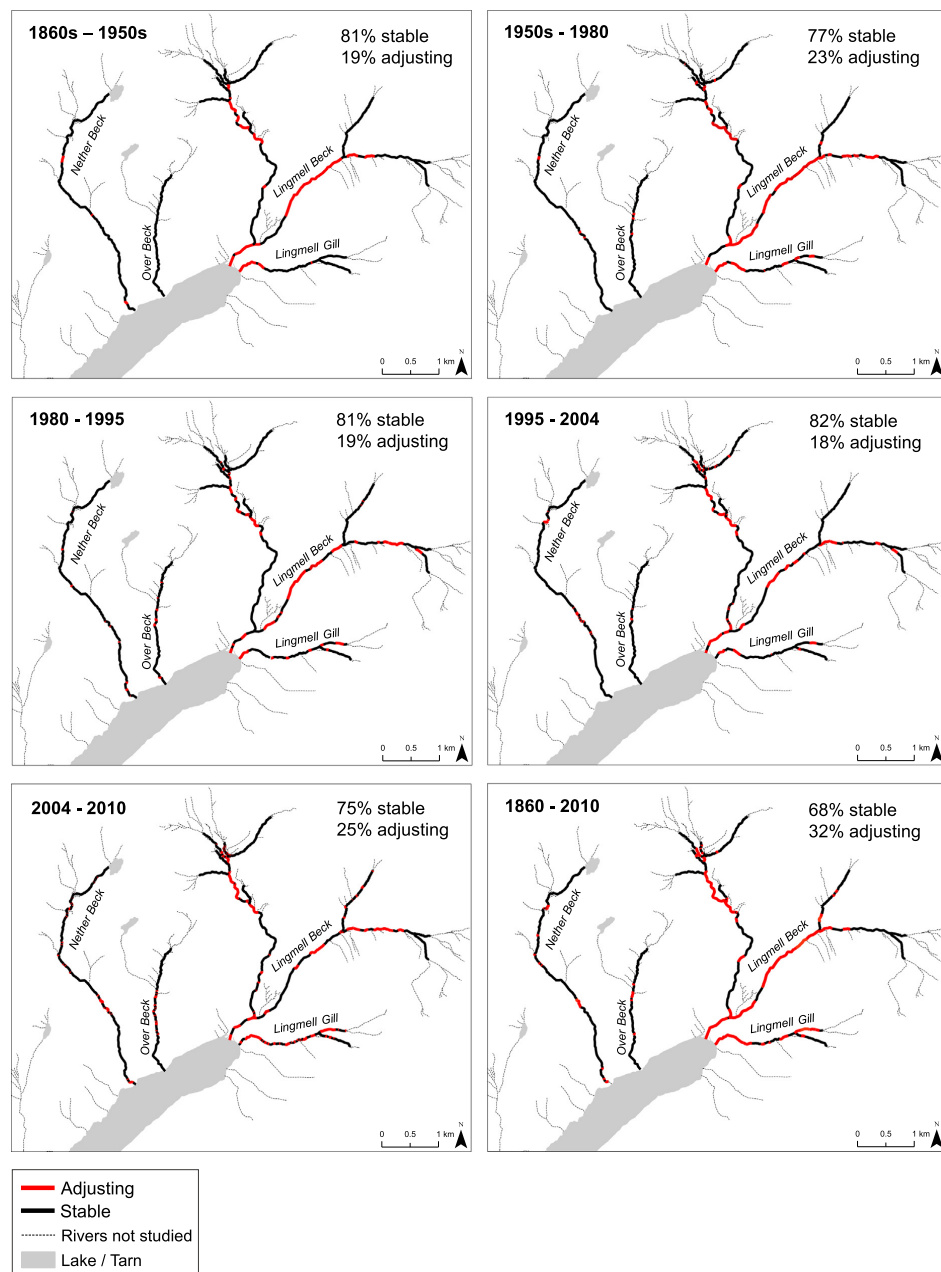 1860s – 1950s
81% stable
19% adjusting
Nether Beck
Over Beck
Lingmell Beck
Lingmell Gill
0 0.5 1 km
N
1950s - 1980
77% stable
23% adjusting
Nether Beck
Over Beck
Lingmell Beck
Lingmell Gill
0 0.5 1 km
N
1980 - 1995
81% stable
19% adjusting
Nether Beck
Over Beck
Lingmell Beck
Lingmell Gill
0 0.5 1 km
N
1995 - 2004
82% stable
18% adjusting
Nether Beck
Over Beck
Lingmell Beck
Lingmell Gill
0 0.5 1 km
N
2004 - 2010
75% stable
25% adjusting
Nether Beck
Over Beck
Lingmell Beck
Lingmell Gill
0 0.5 1 km
N
1860 - 2010
68% stable
32% adjusting
Nether Beck
Over Beck
Lingmell Beck
Lingmell Gill
0 0.5 1 km
N
Adjusting
Stable
Rivers not studied
Lake / Tarn